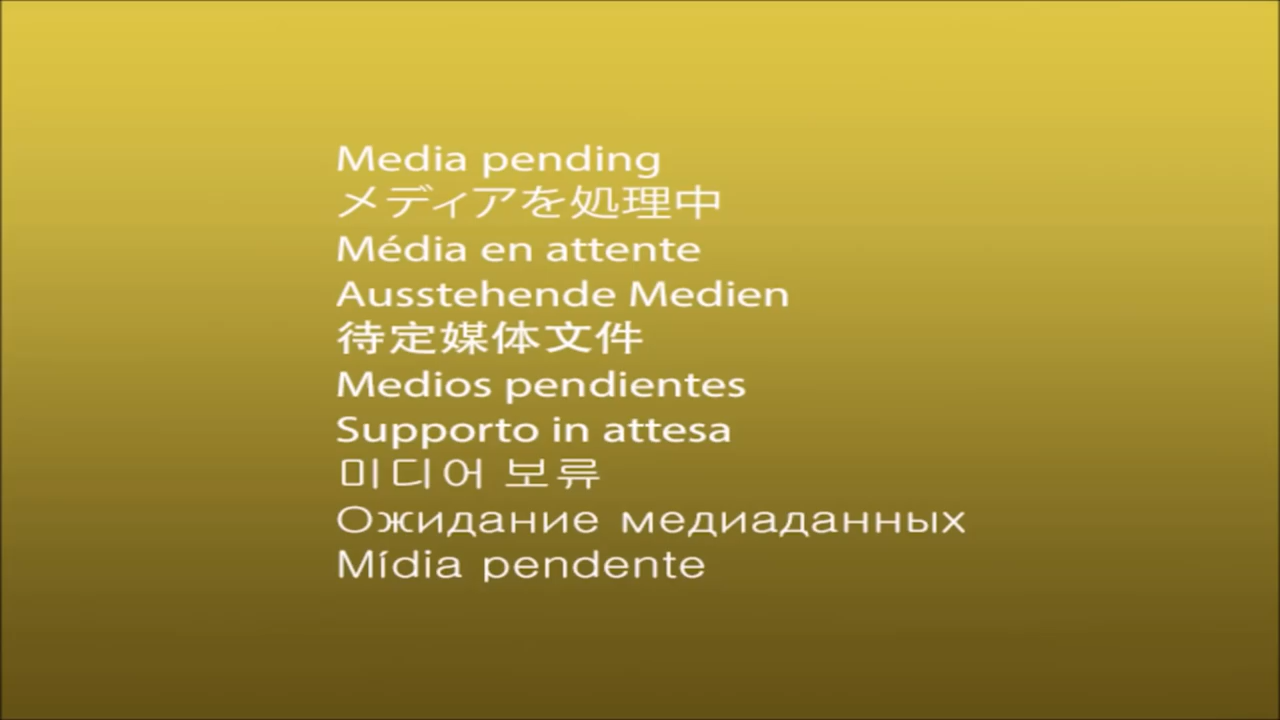 Media pending
メディアを処理中
Média en attente
Ausstehende Medien
待定媒体文件
Medios pendientes
Supporto in attesa
미디어 보류
Ожидание медиаданных
Mídia pendente